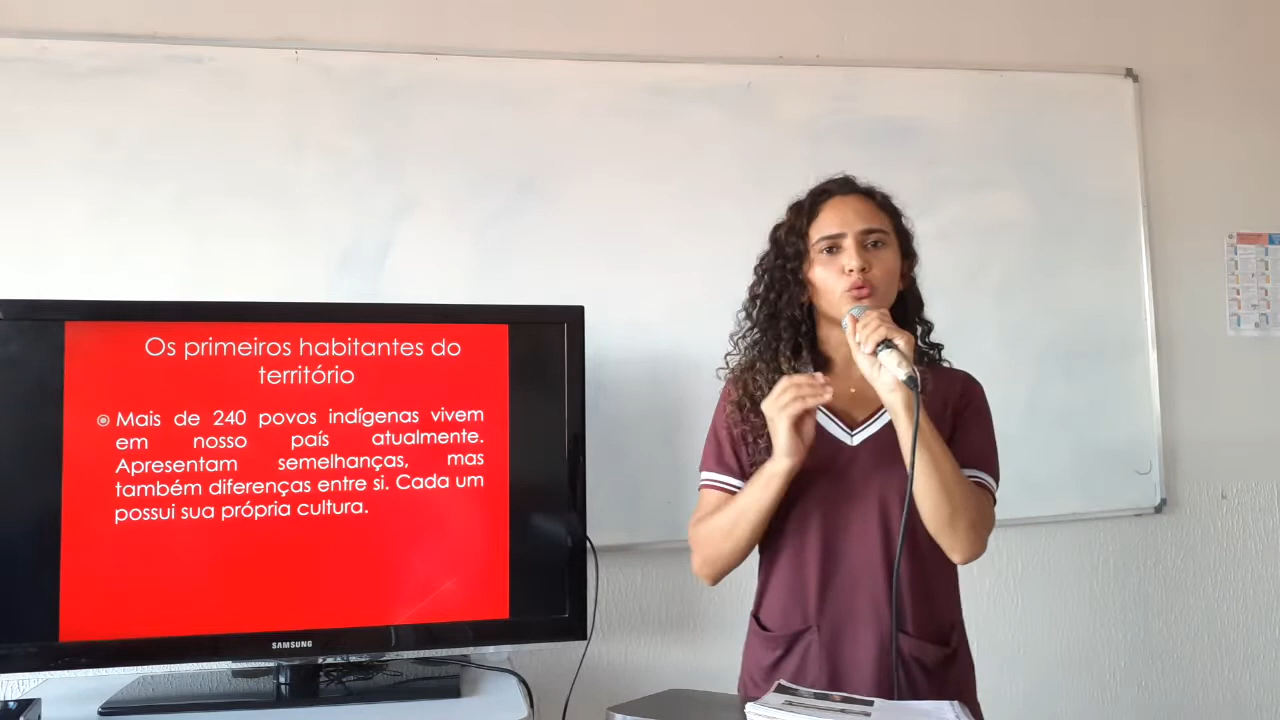 Os primeiros habitantes do
território
Mais de 240 povos indígenas vivem
em nosso país atualmente.
Apresentam semelhanças, mas
também diferenças entre si. Cada um
possui sua própria cultura.
SAMSUNG